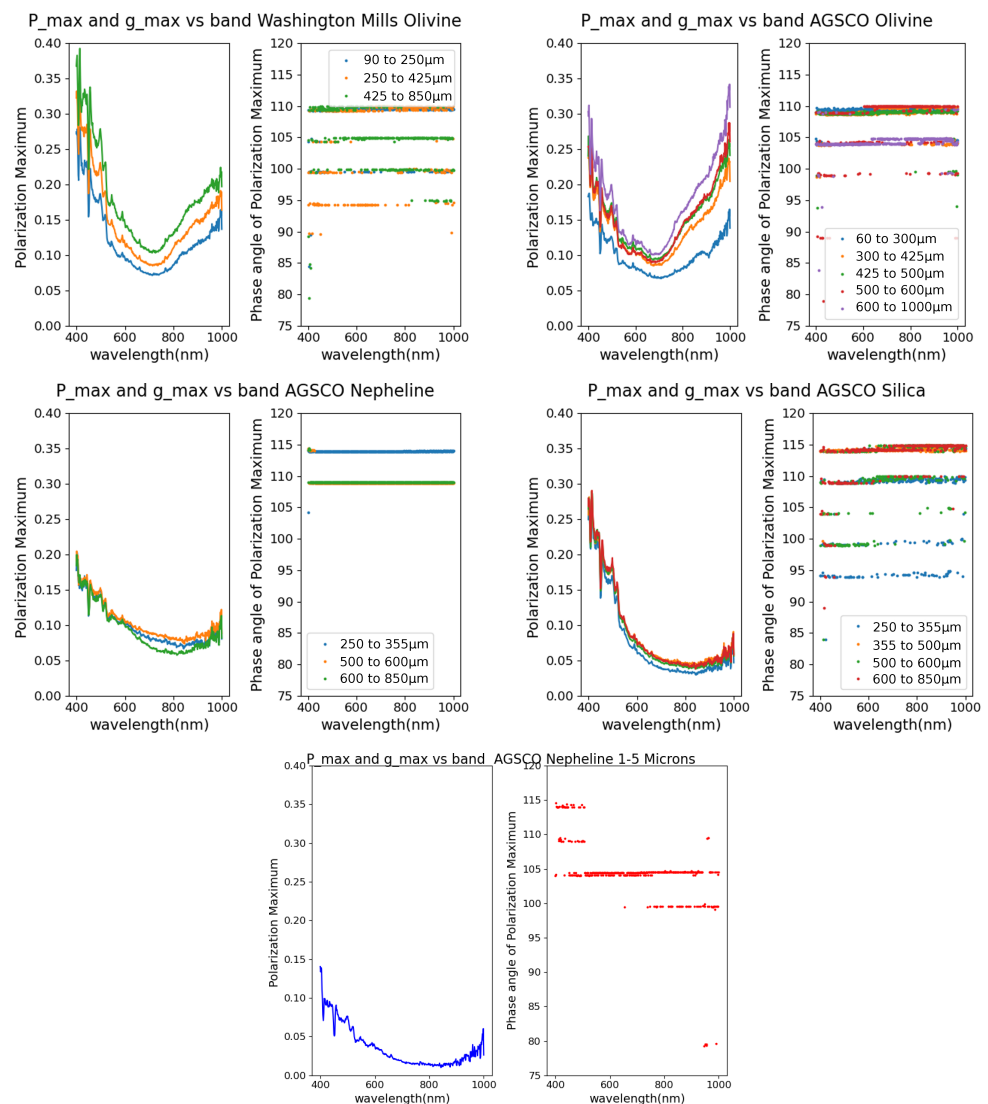 P_max and g_max vs band Washington Mills Olivine
0.40
0.35
0.30
0.25
0.20
0.15
0.10
0.05
0.00
Polarization Maximum
400 600 800 1000
wavelength(nm)
120
115
110
105
100
95
90
85
80
75
Phase angle of Polarization Maximum
90 to 250μm
250 to 425μm
425 to 850μm
400 600 800 1000
wavelength(nm)
P_max and g_max vs band AGSCO Olivine
0.40
0.35
0.30
0.25
0.20
0.15
0.10
0.05
0.00
Polarization Maximum
400 600 800 1000
wavelength(nm)
120
115
110
105
100
95
90
85
80
75
Phase angle of Polarization Maximum
60 to 300μm
300 to 425μm
425 to 500μm
500 to 600μm
600 to 1000μm
400 600 800 1000
wavelength(nm)
P_max and g_max vs band AGSCO Nepheline
0.40
0.35
0.30
0.25
0.20
0.15
0.10
0.05
0.00
Polarization Maximum
400 600 800 1000
wavelength(nm)
120
115
110
105
100
95
90
85
80
75
Phase angle of Polarization Maximum
250 to 355μm
500 to 600μm
600 to 850μm
400 600 800 1000
wavelength(nm)
P_max and g_max vs band AGSCO Silica
0.40
0.35
0.30
0.25
0.20
0.15
0.10
0.05
0.00
Polarization Maximum
400 600 800 1000
wavelength(nm)
120
115
110
105
100
95
90
85
80
75
Phase angle of Polarization Maximum
250 to 355μm
355 to 500μm
500 to 600μm
600 to 850μm
400 600 800 1000
wavelength(nm)
P_max and g_max vs band  AGSCO Nepheline 1-5 Microns
0.40
0.35
0.30
0.25
0.20
0.15
0.10
0.05
0.00
Polarization Maximum
400 600 800 1000
wavelength(nm)
120
115
110
105
100
95
90
85
80
75
Phase angle of Polarization Maximum
400 600 800 1000
wavelength(nm)